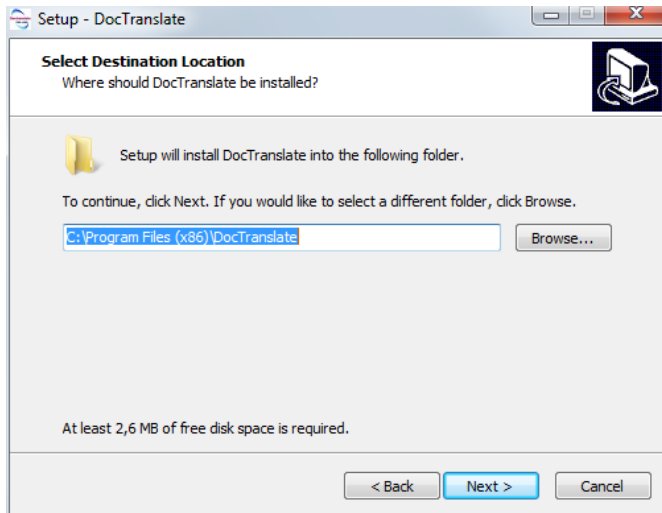 Setup - DocTranslate
Select Destination Location
Where should DocTranslate be installed?
Setup will install DocTranslate into the following folder.
To continue, click Next. If you would like to select a different folder, click Browse.
C:\Program Files (x86)\DocTranslate
Browse...
At least 2,6 MB of free disk space is required.
< Back
Next >
Cancel